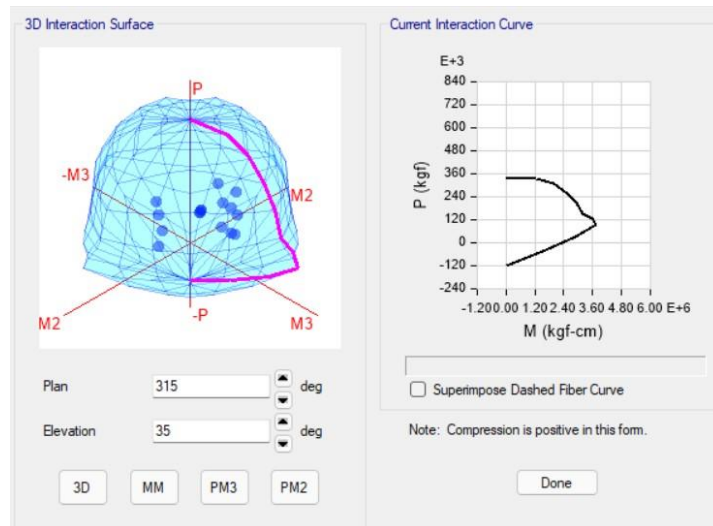 3D Interaction Surface
P
-M3
M2
M2
-P
M3
Plan 315 deg
Elevation 35 deg
3D MM PM3 PM2
Current Interaction Curve
E+3
840
720
600
480
360
240
120
0
-120
-240
P (kgf)
-1.20 0.00 1.20 2.40 3.60 4.80 6.00 E+6
M (kgf-cm)
Superimpose Dashed Fiber Curve
Note: Compression is positive in this form.
Done